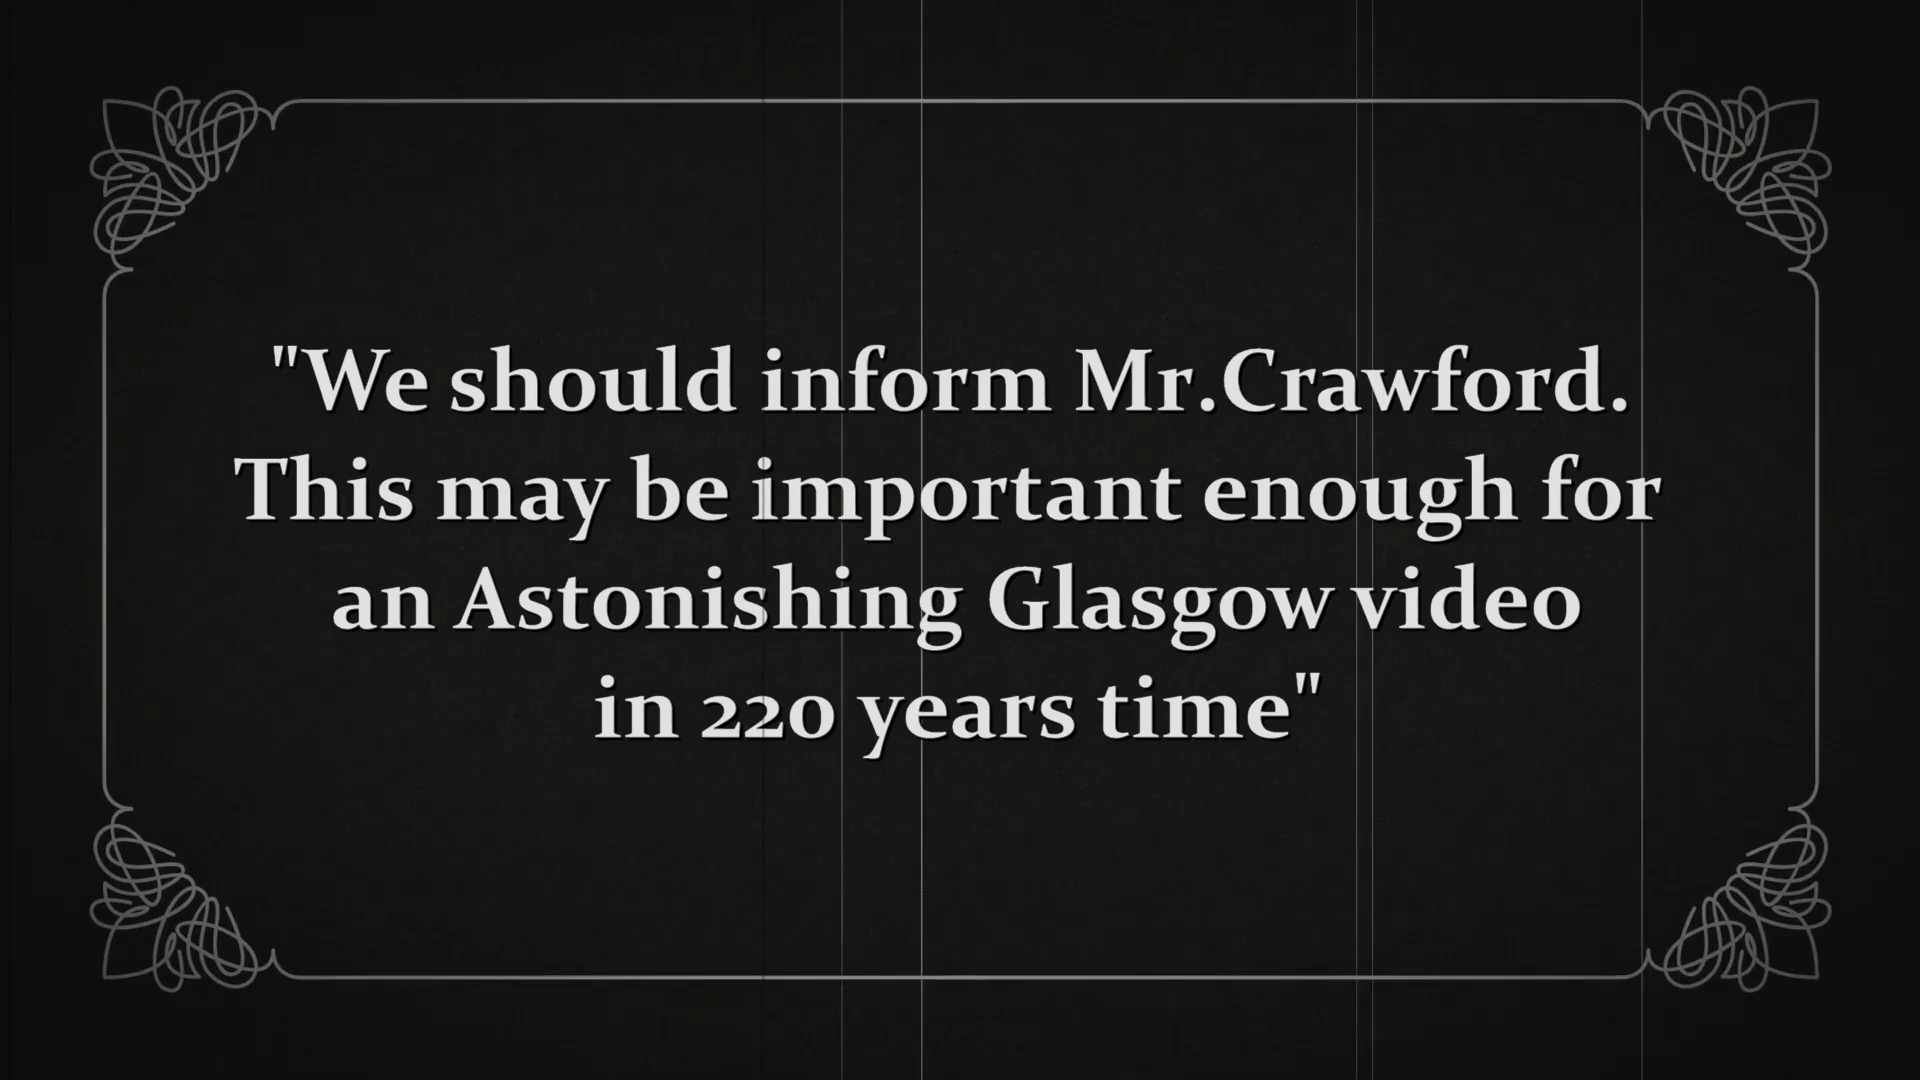 "We should inform Mr.Crawford.
This may be important enough for
an Astonishing Glasgow video
in 220 years time"